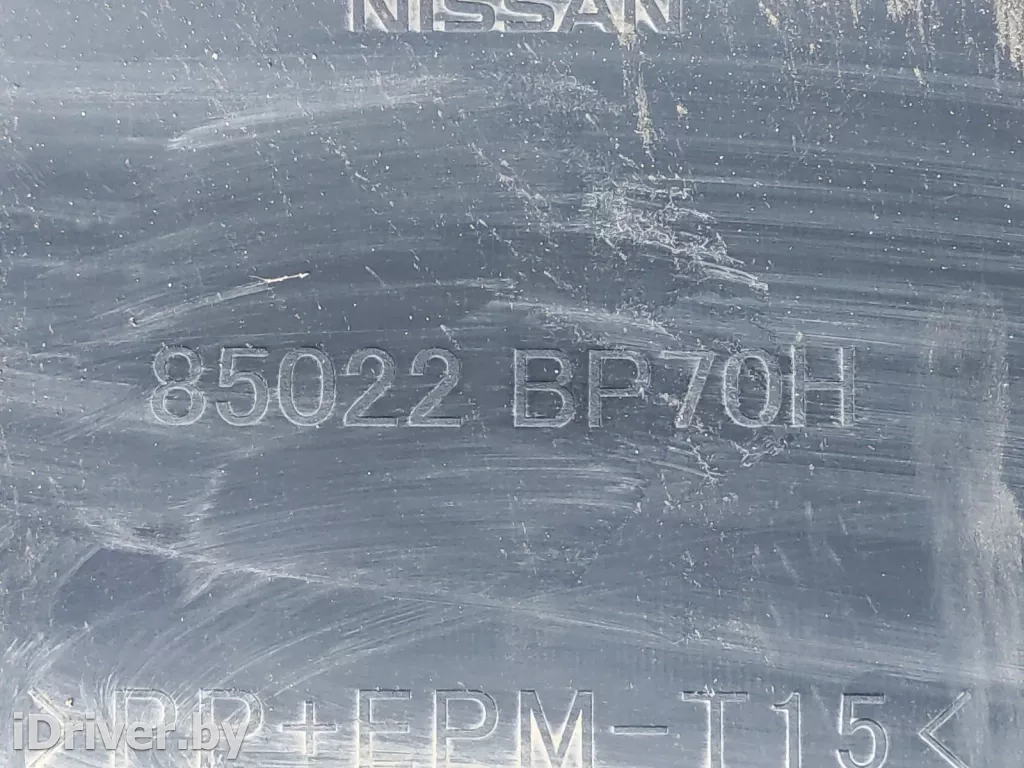 NISSAN
85022 BP70H
>PP+EPM-T15<
iDriver.by